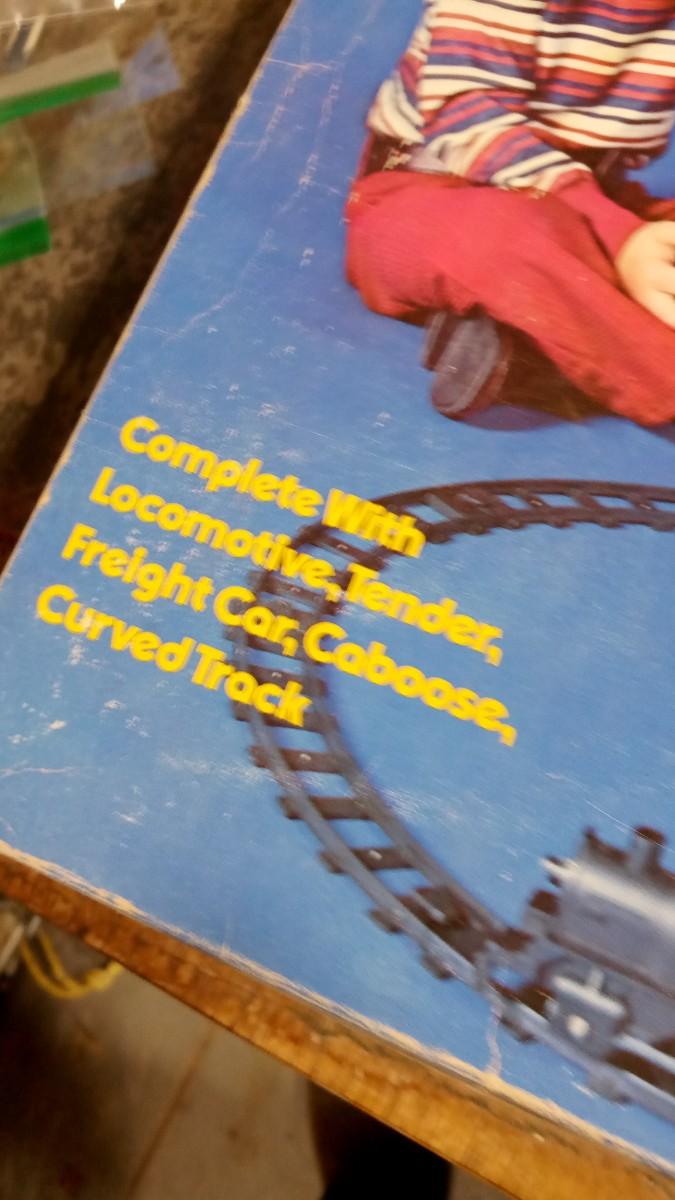 Complete With
Locomotive, Tender,
Freight Car, Caboose,
Curved Track